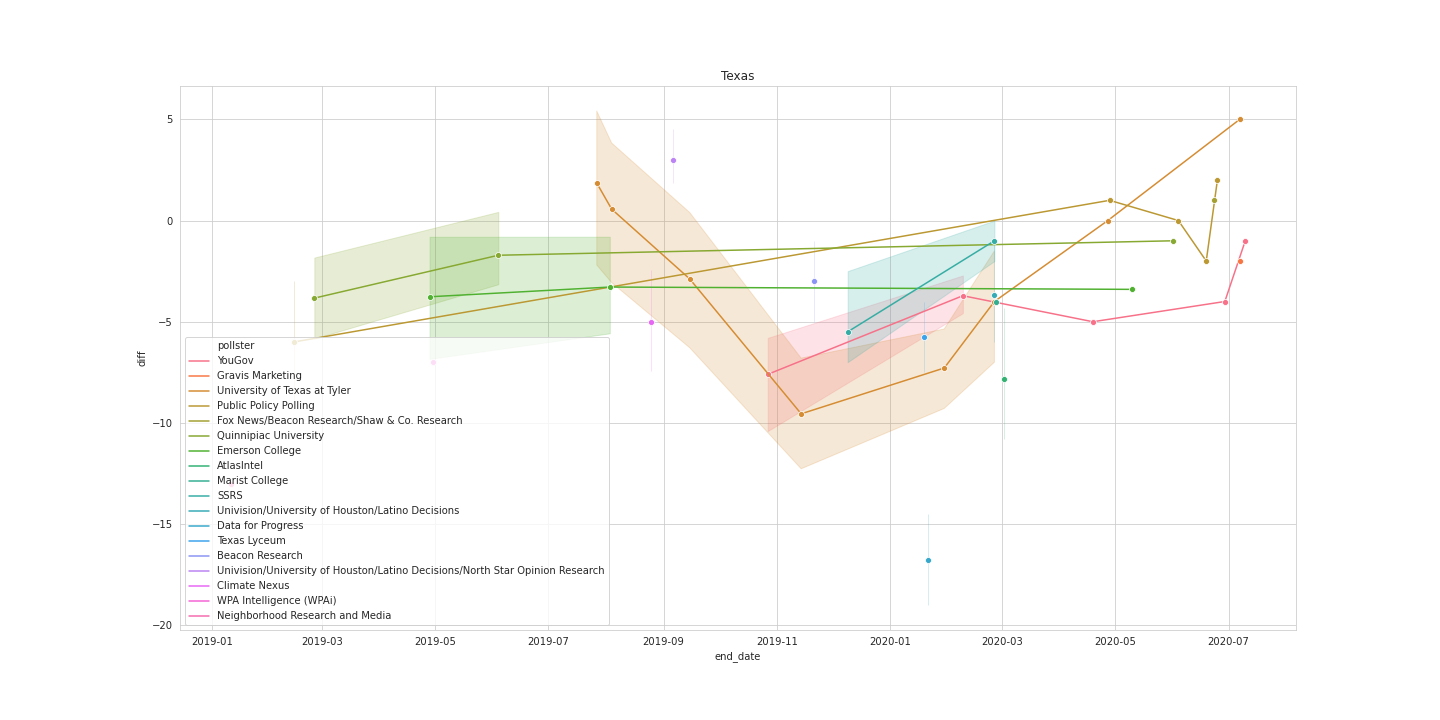 Texas
diff
5
0
−5
−10
−15
−20
pollster
YouGov
Gravis Marketing
University of Texas at Tyler
Public Policy Polling
Fox News/Beacon Research/Shaw & Co. Research
Quinnipiac University
Emerson College
AtlasIntel
Marist College
SSRS
Univision/University of Houston/Latino Decisions
Data for Progress
Texas Lyceum
Beacon Research
Univision/University of Houston/Latino Decisions/North Star Opinion Research
Climate Nexus
WPA Intelligence (WPAi)
Neighborhood Research and Media
2019-01 2019-03 2019-05 2019-07 2019-09 2019-11 2020-01 2020-03 2020-05 2020-07
end_date